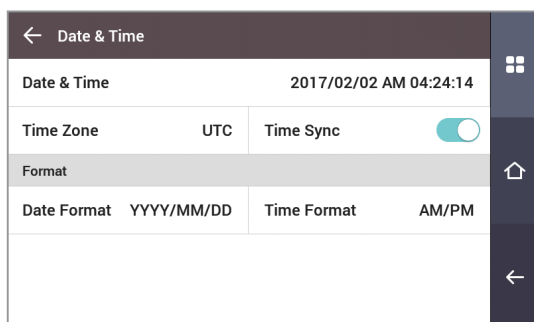 Date & Time
Date & Time 2017/02/02 AM 04:24:14
Time Zone UTC Time Sync
Format
Date Format YYYY/MM/DD Time Format AM/PM